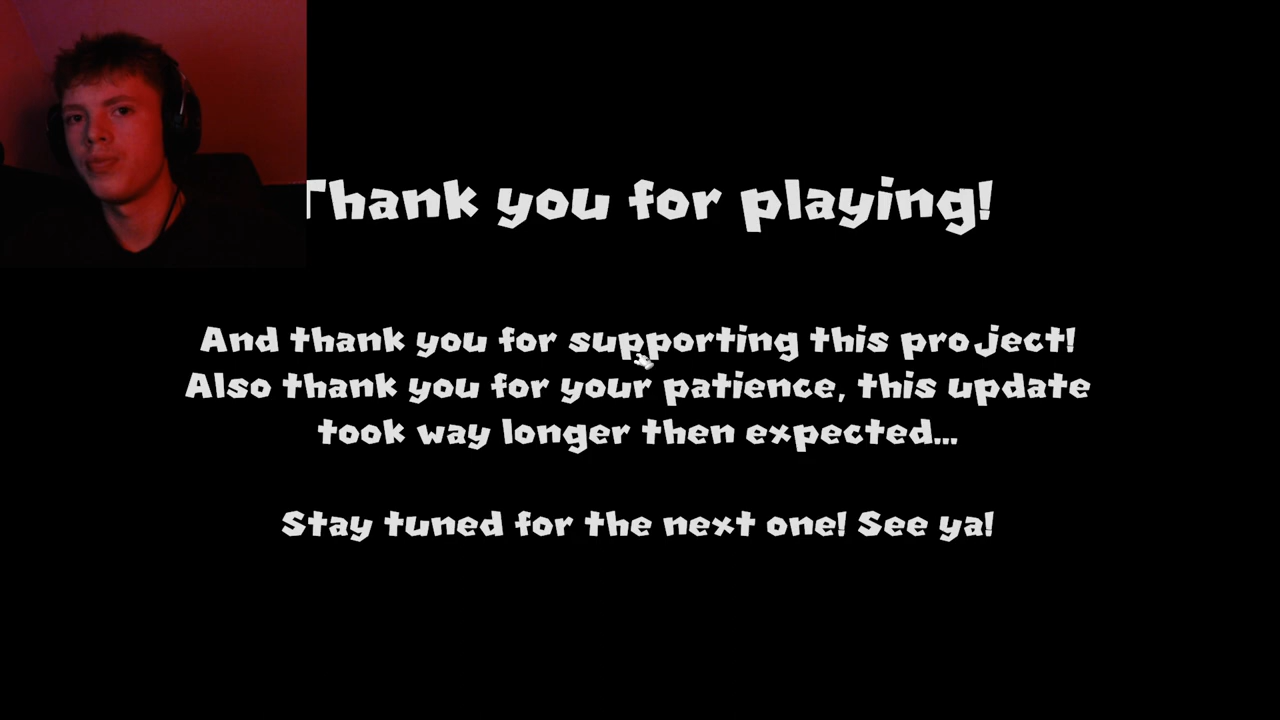 Thank you for playing!
And thank you for supporting this project!
Also thank you for your patience, this update
took way longer then expected...
Stay tuned for the next one! See ya!